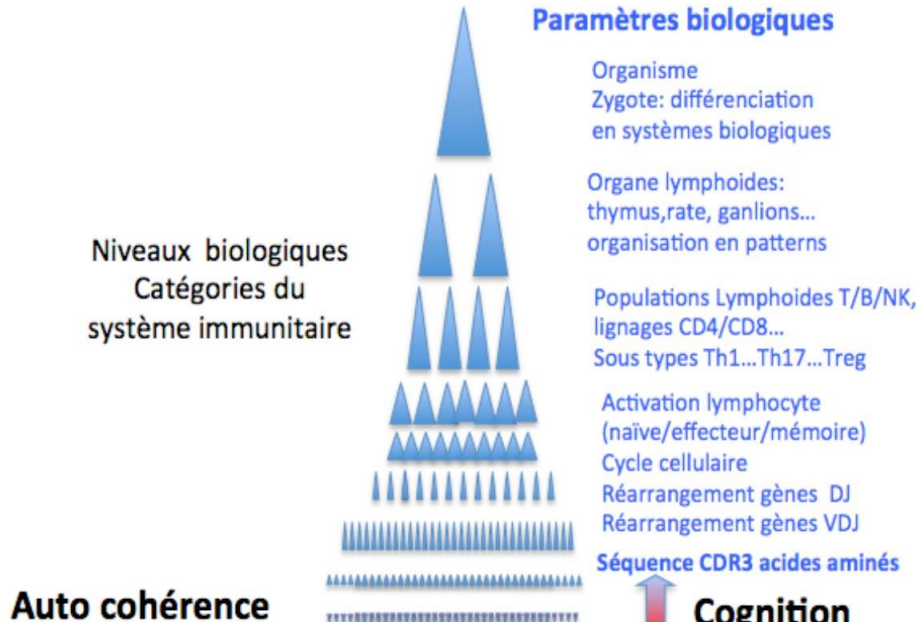 Paramètres biologiques
Organisme
Zygote: différenciation
en systèmes biologiques
Organe lymphoides:
thymus,rate, ganlions...
organisation en patterns
Niveaux biologiques
Catégories du
système immunitaire
Populations Lymphoides T/B/NK,
lignages CD4/CD8...
Sous types Th1...Th17...Treg
Activation lymphocyte
(naïve/effecteur/mémoire)
Cycle cellulaire
Réarrangement gènes DJ
Réarrangement gènes VDJ
Séquence CDR3 acides aminés
Auto cohérence
Cognition